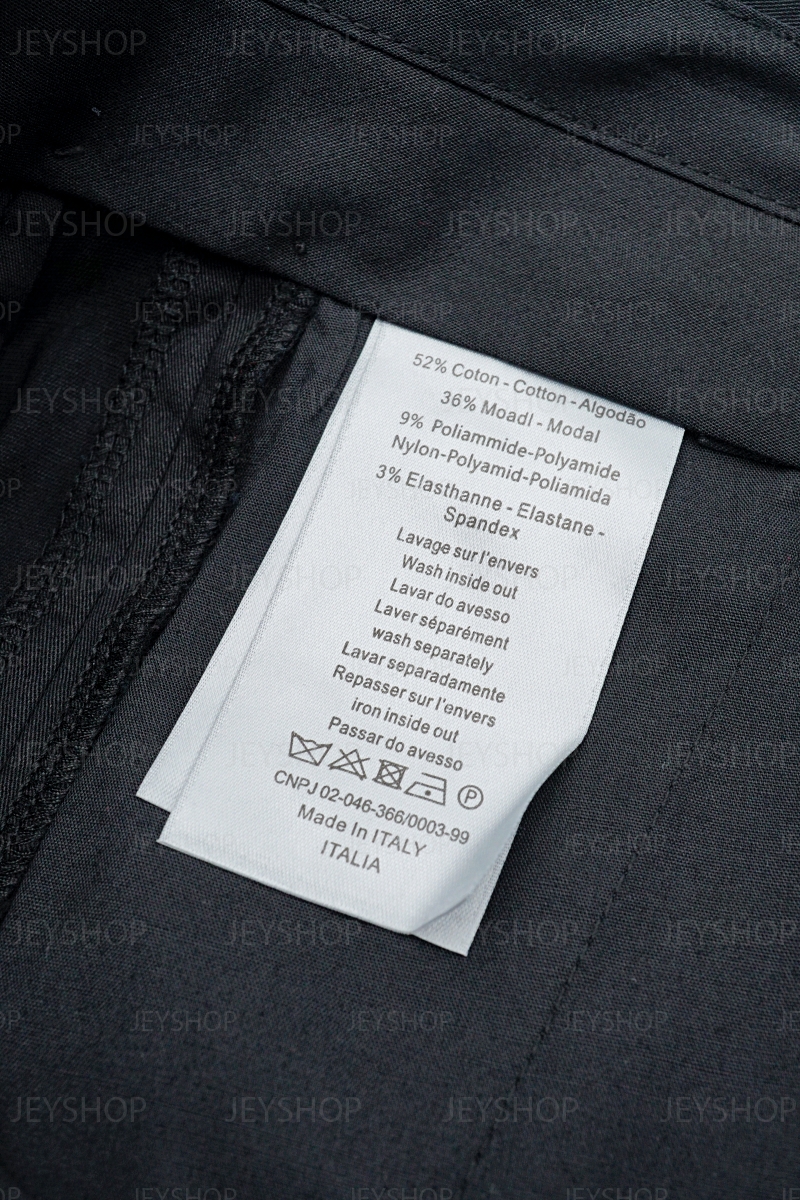 52% Coton - Cotton - Algodão
36% Moadl - Modal
9% Poliammide-Polyamide
Nylon-Polyamid-Poliamida
3% Elasthanne - Elastane -
Spandex
Lavage sur l'envers
Wash inside out
Lavar do avesso
Laver séparément
wash separately
Lavar separadamente
Repasser sur l'envers
iron inside out
Passar do avesso
P
CNPJ 02-046-366/0003-99
Made In ITALY
ITALIA
JEYSHOP